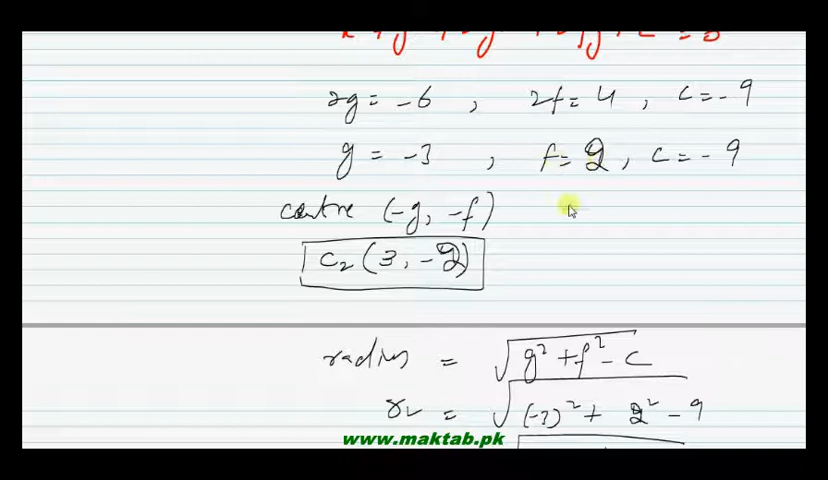 2g = -6 , 2f = 4 , c = -9
g = -3 , f = 2 , c = -9
centre (-g, -f)
C₂ (3, -2)
radius = √(g² + f² - c)
r₂ = √((-3)² + 2² - 9
www.maktab.pk